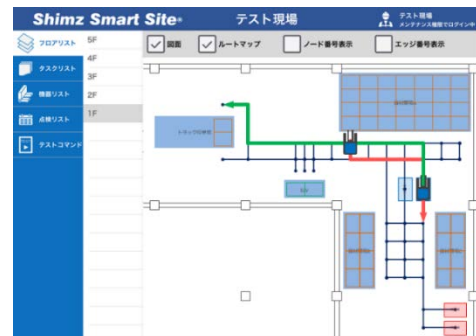 Shimz Smart Site
テスト現場
テスト現場
メンテナンス権限でログイン中
フロアリスト
タスクリスト
機器リスト
点検リスト
テストコマンド
5F
4F
3F
2F
1F
図面
ルートマップ
ノード番号表示
エッジ番号表示